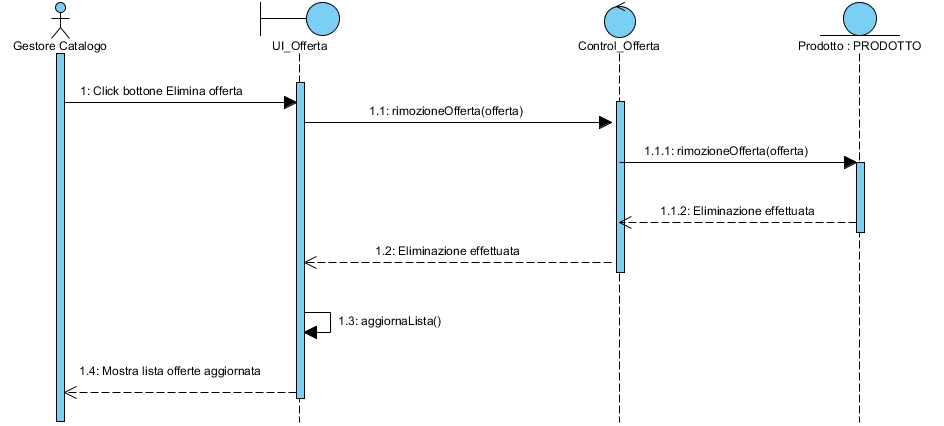 Gestore Catalogo
UI_Offerta
Control_Offerta
Prodotto : PRODOTTO
1: Click bottone Elimina offerta
1.1: rimozioneOfferta(offerta)
1.1.1: rimozioneOfferta(offerta)
1.1.2: Eliminazione effettuata
1.2: Eliminazione effettuata
1.3: aggiornaLista()
1.4: Mostra lista offerte aggiornata